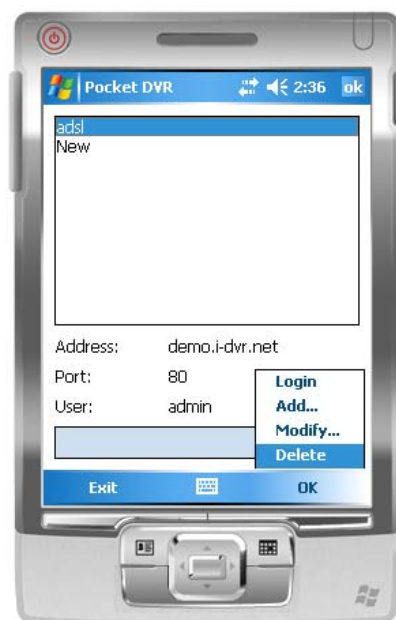 Pocket DVR 2:36 ok
adsl
New
Address: demo.i-dvr.net
Port: 80
User: admin
Login
Add...
Modify...
Delete
Exit OK